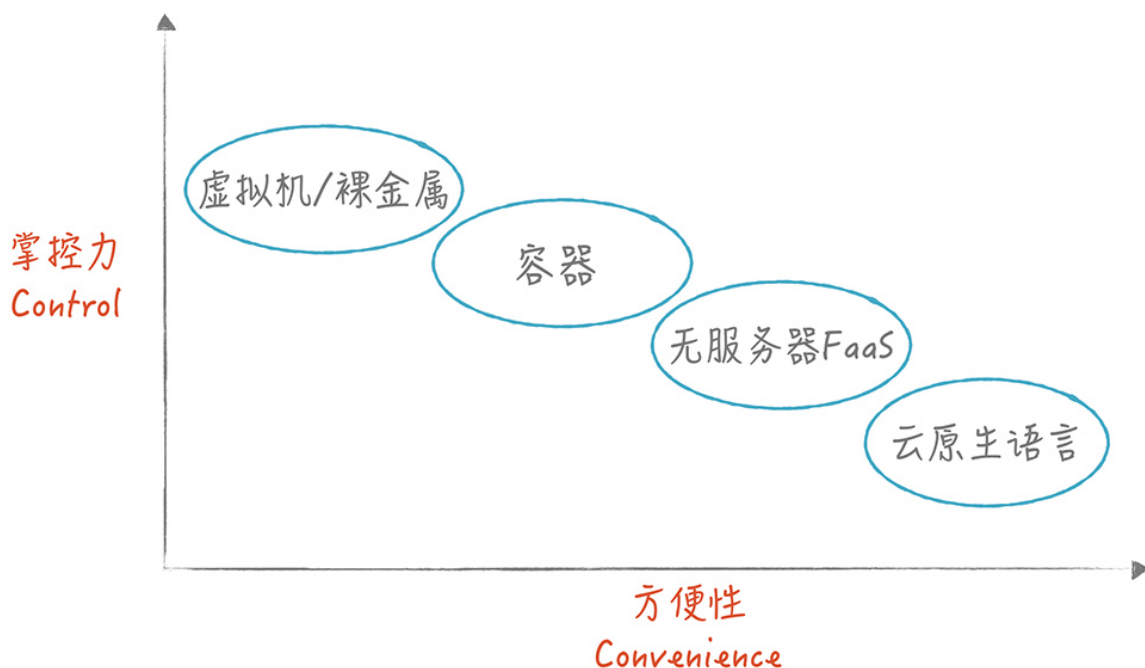 虚拟机/裸金属
掌控力
Control
容器
无服务器FaaS
云原生语言
方便性
Convenience